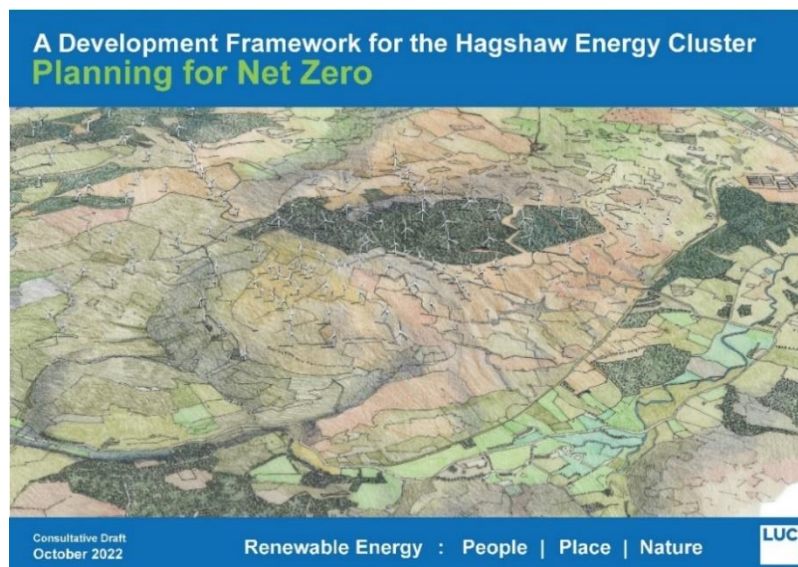 A Development Framework for the Hagshaw Energy Cluster
Planning for Net Zero
Consultative Draft
October 2022
Renewable Energy : People | Place | Nature
LUC